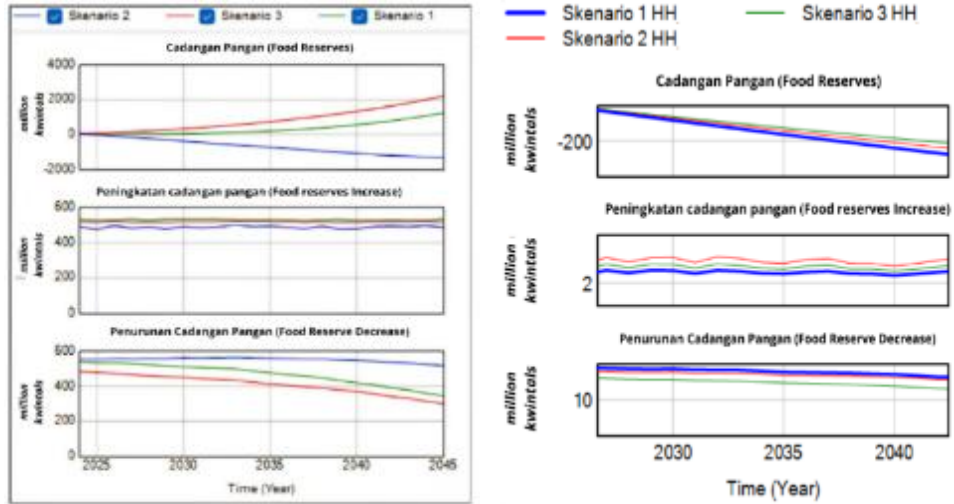 Skenario 2 Skenario 3 Skenario 1
Cadangan Pangan (Food Reserves)
4000
2000
0
-2000
million
kwintals
Peningkatan cadangan pangan (Food reserves Increase)
600
400
200
0
million
kwintals
Penurunan Cadangan Pangan (Food Reserve Decrease)
600
400
200
0
million
kwintals
2025 2030 2035 2040 2045
Time (Year)
Skenario 1 HH Skenario 3 HH
Skenario 2 HH
Cadangan Pangan (Food Reserves)
-200
million
kwintals
Peningkatan cadangan pangan (Food reserves Increase)
2
million
kwintals
Penurunan Cadangan Pangan (Food Reserve Decrease)
10
million
kwintals
2030 2035 2040
Time (Year)